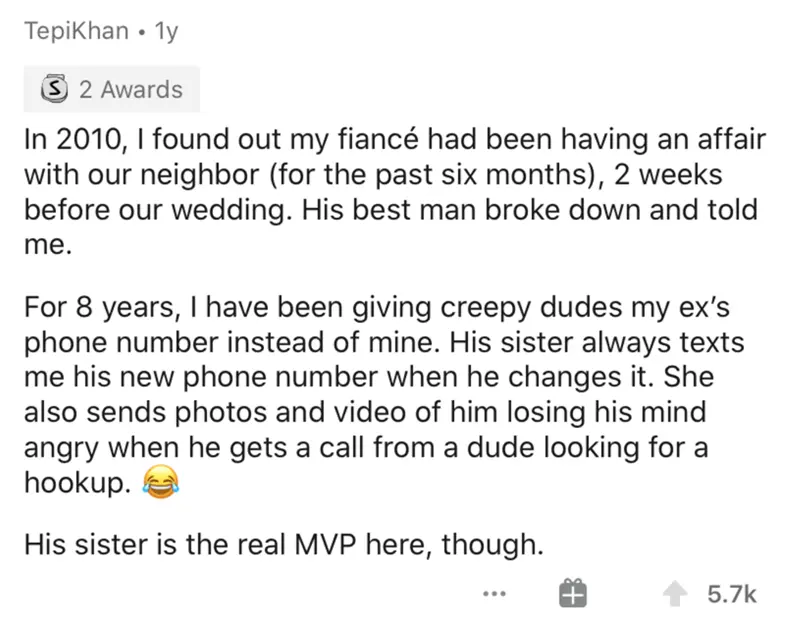 TepiKhan • 1y
2 Awards
In 2010, I found out my fiancé had been having an affair
with our neighbor (for the past six months), 2 weeks
before our wedding. His best man broke down and told
me.
For 8 years, I have been giving creepy dudes my ex’s
phone number instead of mine. His sister always texts
me his new phone number when he changes it. She
also sends photos and video of him losing his mind
angry when he gets a call from a dude looking for a
hookup. 😂
His sister is the real MVP here, though.
5.7k